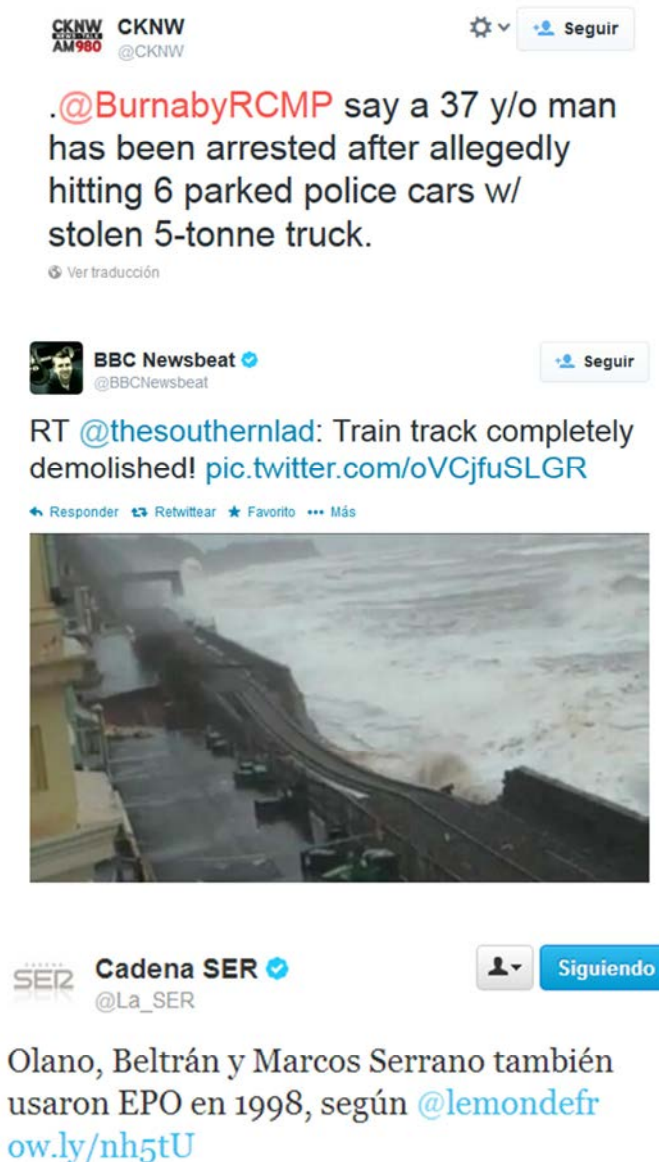 CKNW
NEWS · TALK
AM980
CKNW
@CKNW
Seguir
.@BurnabyRCMP say a 37 y/o man
has been arrested after allegedly
hitting 6 parked police cars w/
stolen 5-tonne truck.
Ver traducción
BBC Newsbeat
@BBCNewsbeat
Seguir
RT @thesouthernlad: Train track completely
demolished! pic.twitter.com/oVCjfuSLGR
Responder Retwittear Favorito Más
SER
Cadena SER
@La_SER
Siguiendo
Olano, Beltrán y Marcos Serrano también
usaron EPO en 1998, según @lemondefr
ow.ly/nh5tU